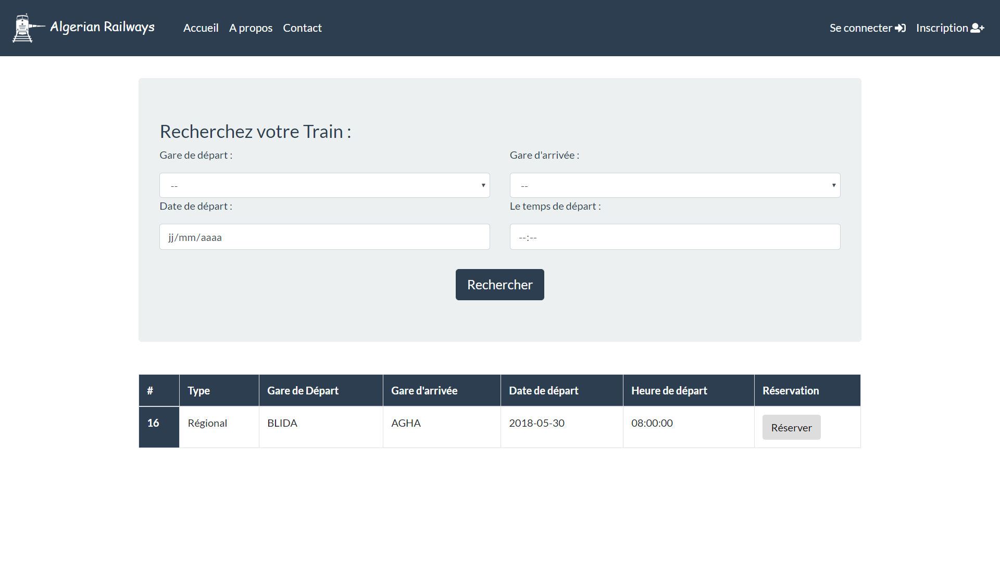 Algerian Railways Accueil A propos Contact Se connecter Inscription
Recherchez votre Train :
Gare de départ : Gare d'arrivée :
-- --
Date de départ : Le temps de départ :
jj/mm/aaaa --:--
Rechercher
# Type Gare de Départ Gare d'arrivée Date de départ Heure de départ Réservation
16 Régional BLIDA AGHA 2018-05-30 08:00:00 Réserver